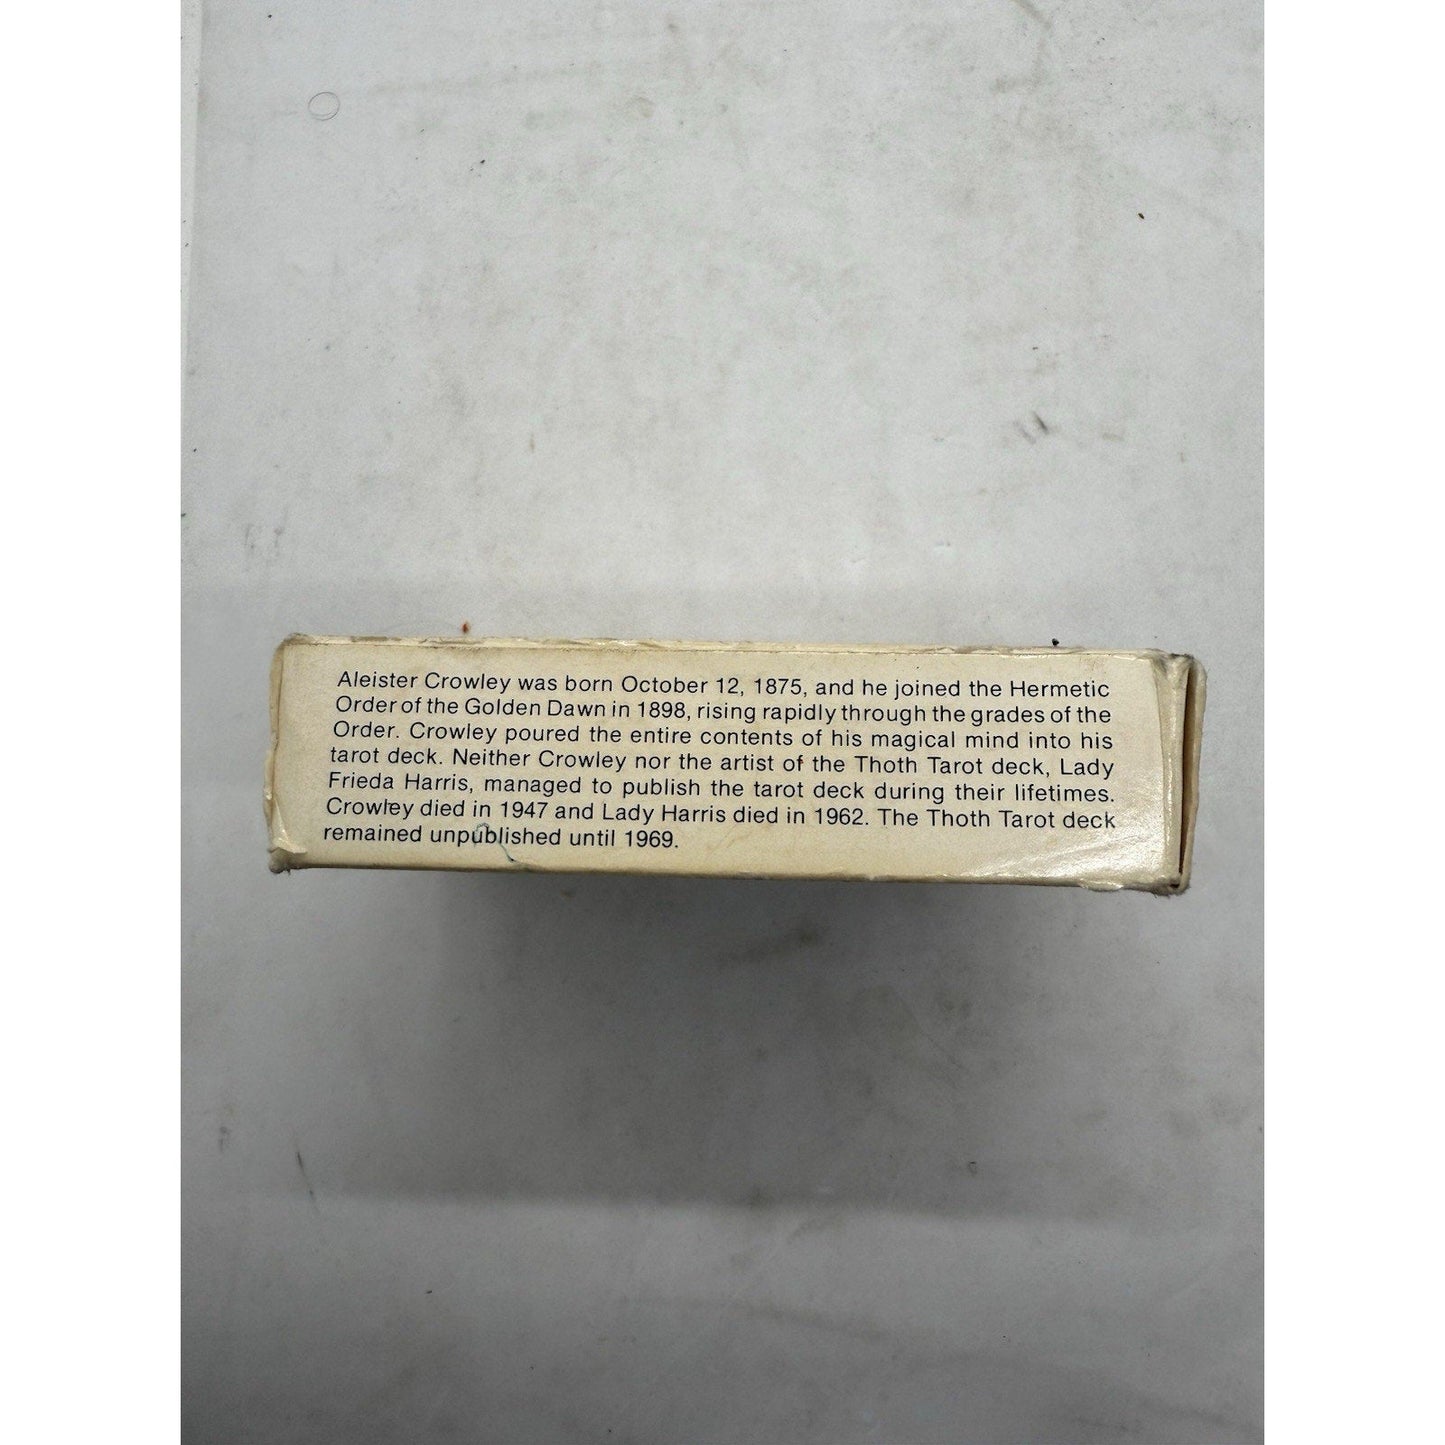 Aleister Crowley was born October 12, 1875, and he joined the Hermetic
Order of the Golden Dawn in 1898, rising rapidly through the grades of the
Order. Crowley poured the entire contents of his magical mind into his
tarot deck. Neither Crowley nor the artist of the Thoth Tarot deck, Lady
Frieda Harris, managed to publish the tarot deck during their lifetimes.
Crowley died in 1947 and Lady Harris died in 1962. The Thoth Tarot deck
remained unpublished until 1969.